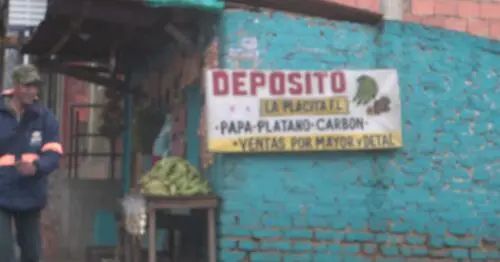 DEPOSITO
LA PLACITA F.L
·PAPA-PLATANO-CARBON
·VENTAS POR MAYOR Y DETAL